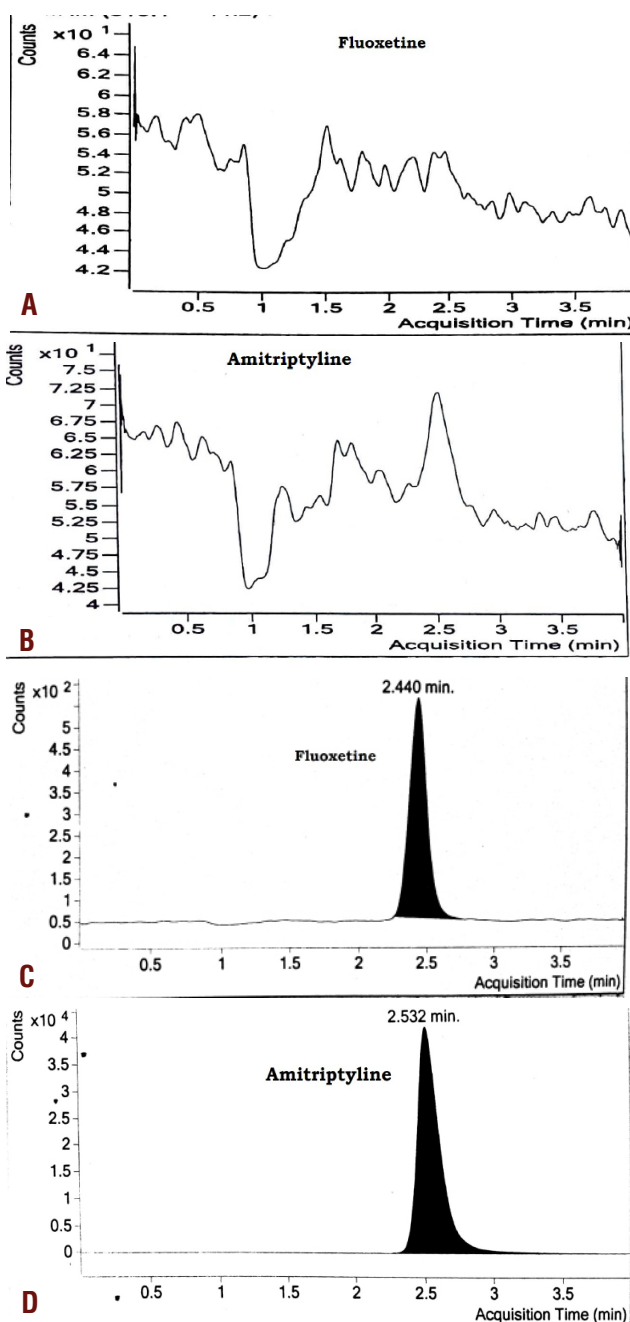 x10 1
Fluoxetine
Counts
6.4
6.2
6
5.8
5.6
5.4
5.2
5
4.8
4.6
4.4
4.2
0.5 1 1.5 2 2.5 3 3.5
Acquisition Time (min)
A
x10 1
Amitriptyline
Counts
7.5
7.25
7
6.75
6.5
6.25
6
5.75
5.5
5.25
5
4.75
4.5
4.25
4
0.5 1 1.5 2 2.5 3 3.5
Acquisition Time (min)
B
x10 2
2.440 min.
Counts
Fluoxetine
5
4.5
4
3.5
3
2.5
2
1.5
1
0.5
0
0.5 1 1.5 2 2.5 3 3.5
Acquisition Time (min)
C
x10 4
2.532 min.
Counts
Amitriptyline
4
3.5
3
2.5
2
1.5
1
0.5
0
0.5 1 1.5 2 2.5 3 3.5
Acquisition Time (min)
D